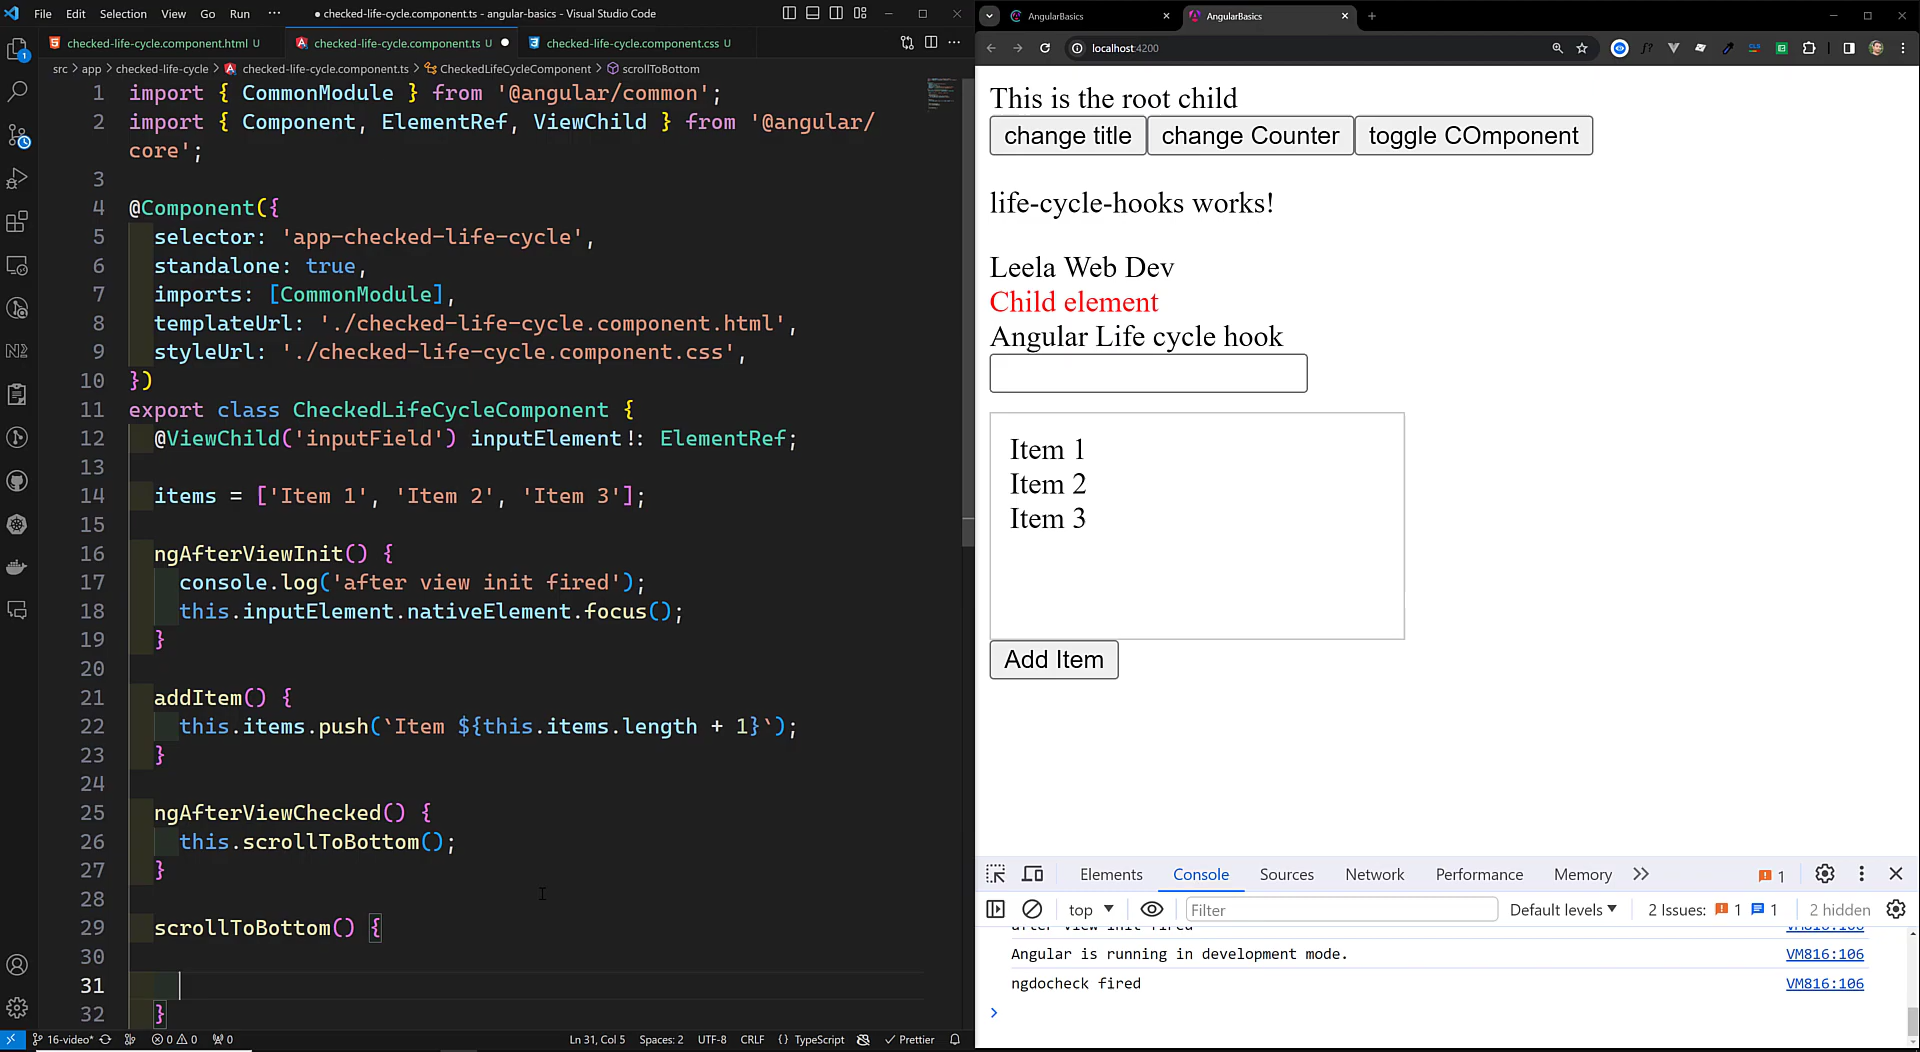 File Edit Selection View Go Run ··· ● checked-life-cycle.component.ts - angular-basics - Visual Studio Code
checked-life-cycle.component.html U checked-life-cycle.component.ts U ● checked-life-cycle.component.css U
src > app > checked-life-cycle > checked-life-cycle.component.ts > CheckedLifeCycleComponent > scrollToBottom
1 import { CommonModule } from '@angular/common';
2 import { Component, ElementRef, ViewChild } from '@angular/
core';
3
4 @Component({
5 selector: 'app-checked-life-cycle',
6 standalone: true,
7 imports: [CommonModule],
8 templateUrl: './checked-life-cycle.component.html',
9 styleUrl: './checked-life-cycle.component.css',
10 })
11 export class CheckedLifeCycleComponent {
12 @ViewChild('inputField') inputElement!: ElementRef;
13
14 items = ['Item 1', 'Item 2', 'Item 3'];
15
16 ngAfterViewInit() {
17 console.log('after view init fired');
18 this.inputElement.nativeElement.focus();
19 }
20
21 addItem() {
22 this.items.push(`Item ${this.items.length + 1}`);
23 }
24
25 ngAfterViewChecked() {
26 this.scrollToBottom();
27 }
28
29 scrollToBottom() {
30
31
32 }
16-video* 0 0 0 Ln 31, Col 5 Spaces: 2 UTF-8 CRLF {} TypeScript Prettier
AngularBasics AngularBasics
localhost:4200
This is the root child
change title change Counter toggle COmponent
life-cycle-hooks works!
Leela Web Dev
Child element
Angular Life cycle hook
Item 1
Item 2
Item 3
Add Item
Elements Console Sources Network Performance Memory 1
top Filter Default levels 2 Issues: 1 1 2 hidden
after view init fired VM816:106
Angular is running in development mode. VM816:106
ngdocheck fired VM816:106